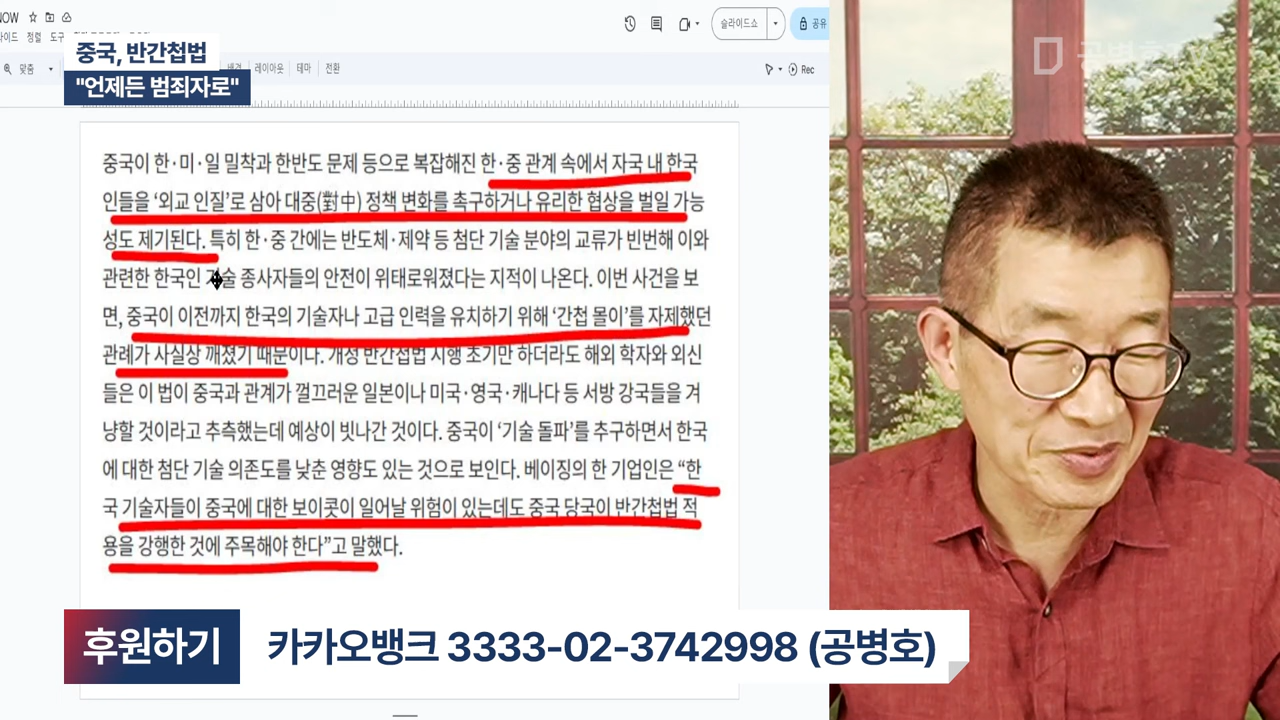 NOW
정렬
도구
슬라이드쇼
공유
중국, 반간첩법
"언제든 범죄자로"
맞춤
레이아웃
테마
전환
Rec
공병호TV
중국이 한·미·일 밀착과 한반도 문제 등으로 복잡해진 한·중 관계 속에서 자국 내 한국
인들을 ‘외교 인질’로 삼아 대중(對中) 정책 변화를 촉구하거나 유리한 협상을 벌일 가능
성도 제기된다. 특히 한·중 간에는 반도체·제약 등 첨단 기술 분야의 교류가 빈번해 이와
관련한 한국인 기술 종사자들의 안전이 위태로워졌다는 지적이 나온다. 이번 사건을 보
면, 중국이 이전까지 한국의 기술자나 고급 인력을 유치하기 위해 ‘간첩 몰이’를 자제했던
관례가 사실상 깨졌기 때문이다. 개정 반간첩법 시행 초기만 하더라도 해외 학자와 외신
들은 이 법이 중국과 관계가 껄끄러운 일본이나 미국·영국·캐나다 등 서방 강국들을 겨
냥할 것이라고 추측했는데 예상이 빗나간 것이다. 중국이 ‘기술 돌파’를 추구하면서 한국
에 대한 첨단 기술 의존도를 낮춘 영향도 있는 것으로 보인다. 베이징의 한 기업인은 “한
국 기술자들이 중국에 대한 보이콧이 일어날 위험이 있는데도 중국 당국이 반간첩법 적
용을 강행한 것에 주목해야 한다”고 말했다.
후원하기
카카오뱅크 3333-02-3742998 (공병호)